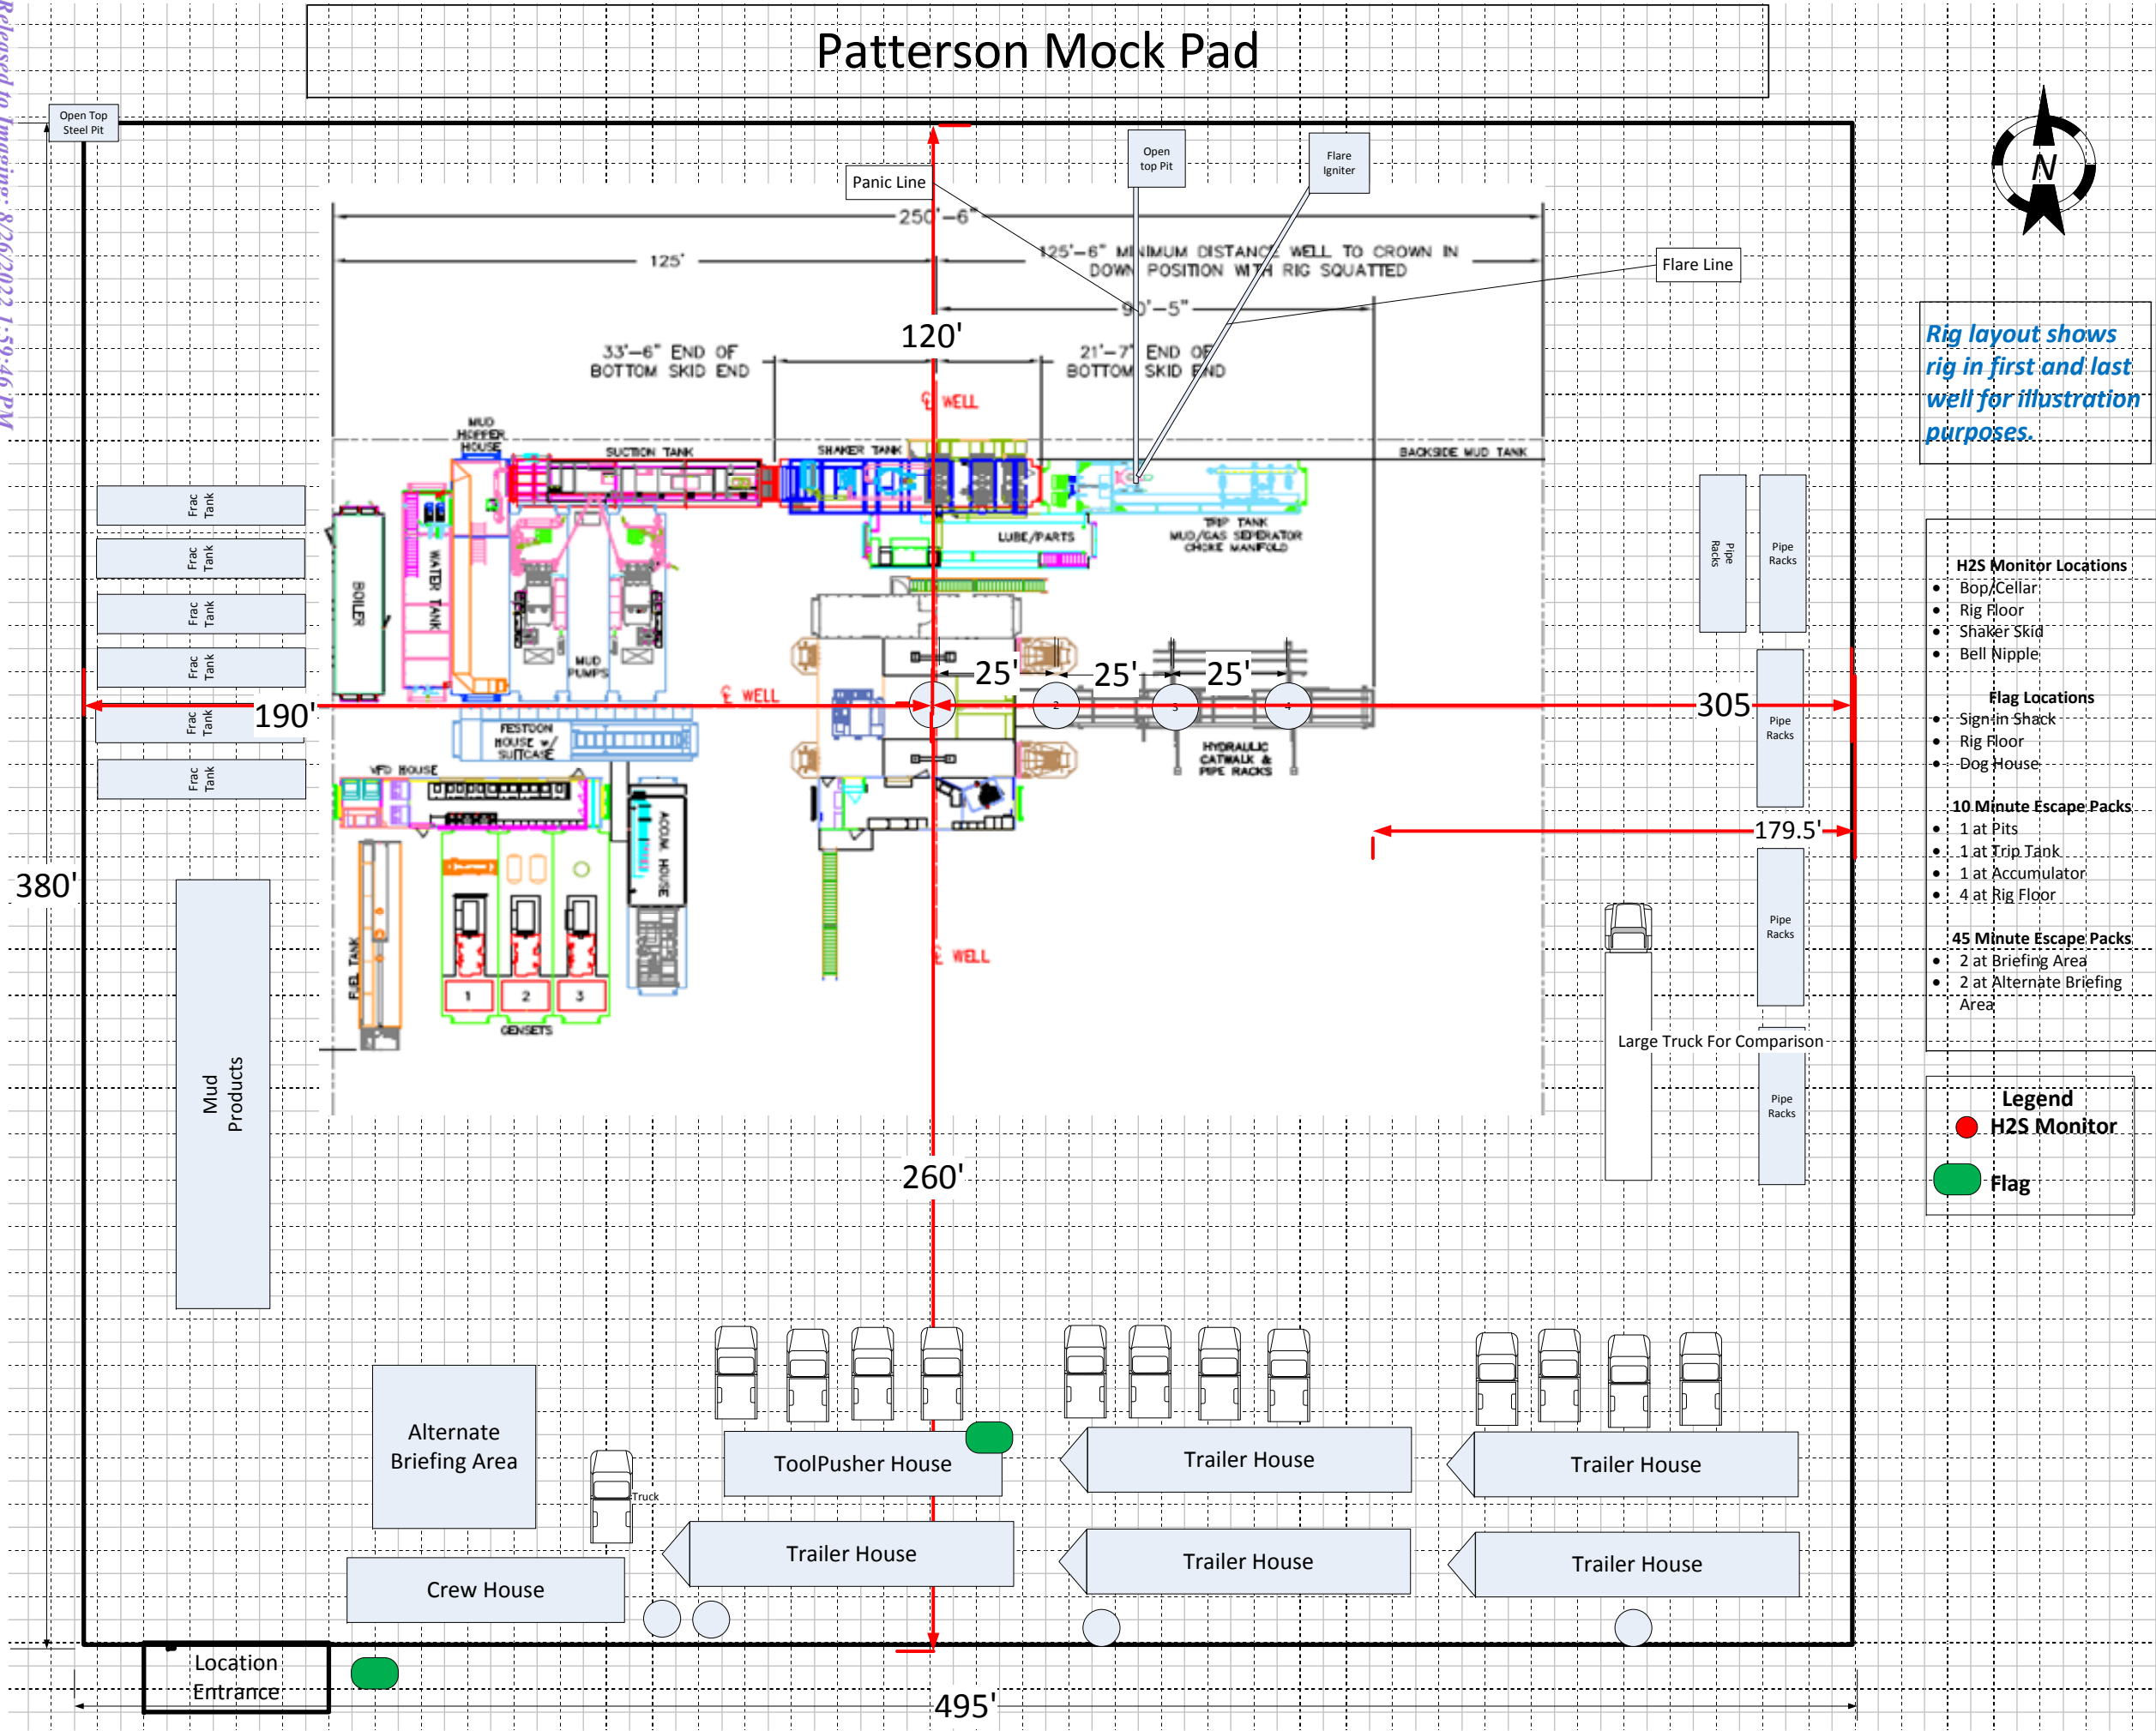 Released to Imaging: 8/26/2022 1:59:46 PM
Patterson Mock Pad
Open Top
Steel Pit
Panic Line
Open
top Pit
Flare
Igniter
N
250'-6"
125'
125'-6" MINIMUM DISTANCE WELL TO CROWN IN
DOWN POSITION WITH RIG SQUATTED
Flare Line
90'-5"
120'
33'-6" END OF
BOTTOM SKID END
21'-7" END OF
BOTTOM SKID END
℄ WELL
Rig layout shows
rig in first and last
well for illustration
purposes.
MUD
HOPPER
HOUSE
SUCTION TANK
SHAKER TANK
BACKSIDE MUD TANK
Frac
Tank
Frac
Tank
Frac
Tank
Frac
Tank
Frac
Tank
Frac
Tank
BOILER
WATER TANK
MUD
PUMPS
LUBE/PARTS
TRIP TANK
MUD/GAS SEPERATOR
CHOKE MANIFOLD
Pipe
Racks
Pipe
Racks
Pipe
Racks
Pipe
Racks
Pipe
Racks
25'
25'
25'
℄ WELL
2
3
4
190'
305
FESTOON
HOUSE w/
SUITCASE
HYDRAULIC
CATWALK &
PIPE RACKS
VFD HOUSE
179.5'
ACCUM. HOUSE
380'
FUEL TANK
℄ WELL
1
2
3
GENSETS
Large Truck For Comparison
Mud
Products
260'
H2S Monitor Locations
• Bop/Cellar
• Rig Floor
• Shaker Skid
• Bell Nipple
Flag Locations
• Sign in Shack
• Rig Floor
• Dog House
10 Minute Escape Packs
• 1 at Pits
• 1 at Trip Tank
• 1 at Accumulator
• 4 at Rig Floor
45 Minute Escape Packs
• 2 at Briefing Area
• 2 at Alternate Briefing
Area
Legend
H2S Monitor
Flag
Alternate
Briefing Area
Truck
ToolPusher House
Trailer House
Trailer House
Crew House
Trailer House
Trailer House
Trailer House
Location
Entrance
495'